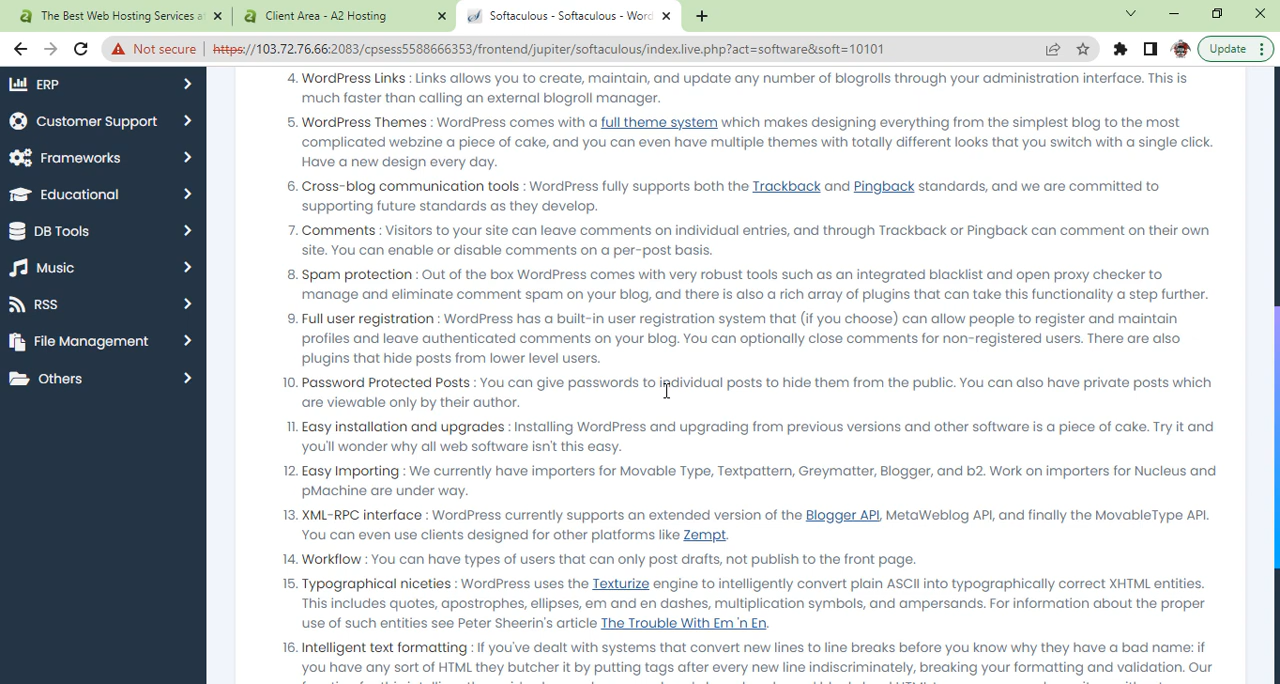 The Best Web Hosting Services a
Client Area - A2 Hosting
Softaculous - Softaculous - Word
Not secure
https://103.72.76.66:2083/cpsess5588666353/frontend/jupiter/softaculous/index.live.php?act=software&soft=10101
Update
ERP
Customer Support
Frameworks
Educational
DB Tools
Music
RSS
File Management
Others
4. WordPress Links : Links allows you to create, maintain, and update any number of blogrolls through your administration interface. This is
much faster than calling an external blogroll manager.
5. WordPress Themes : WordPress comes with a full theme system which makes designing everything from the simplest blog to the most
complicated webzine a piece of cake, and you can even have multiple themes with totally different looks that you switch with a single click.
Have a new design every day.
6. Cross-blog communication tools : WordPress fully supports both the Trackback and Pingback standards, and we are committed to
supporting future standards as they develop.
7. Comments : Visitors to your site can leave comments on individual entries, and through Trackback or Pingback can comment on their own
site. You can enable or disable comments on a per-post basis.
8. Spam protection : Out of the box WordPress comes with very robust tools such as an integrated blacklist and open proxy checker to
manage and eliminate comment spam on your blog, and there is also a rich array of plugins that can take this functionality a step further.
9. Full user registration : WordPress has a built-in user registration system that (if you choose) can allow people to register and maintain
profiles and leave authenticated comments on your blog. You can optionally close comments for non-registered users. There are also
plugins that hide posts from lower level users.
10. Password Protected Posts : You can give passwords to individual posts to hide them from the public. You can also have private posts which
are viewable only by their author.
11. Easy installation and upgrades : Installing WordPress and upgrading from previous versions and other software is a piece of cake. Try it and
you'll wonder why all web software isn't this easy.
12. Easy Importing : We currently have importers for Movable Type, Textpattern, Greymatter, Blogger, and b2. Work on importers for Nucleus and
pMachine are under way.
13. XML-RPC interface : WordPress currently supports an extended version of the Blogger API, MetaWeblog API, and finally the MovableType API.
You can even use clients designed for other platforms like Zempt.
14. Workflow : You can have types of users that can only post drafts, not publish to the front page.
15. Typographical niceties : WordPress uses the Texturize engine to intelligently convert plain ASCII into typographically correct XHTML entities.
This includes quotes, apostrophes, ellipses, em and en dashes, multiplication symbols, and ampersands. For information about the proper
use of such entities see Peter Sheerin's article The Trouble With Em 'n En.
16. Intelligent text formatting : If you've dealt with systems that convert new lines to line breaks before you know why they have a bad name: if
you have any sort of HTML they butcher it by putting tags after every new line indiscriminately, breaking your formatting and validation. Our